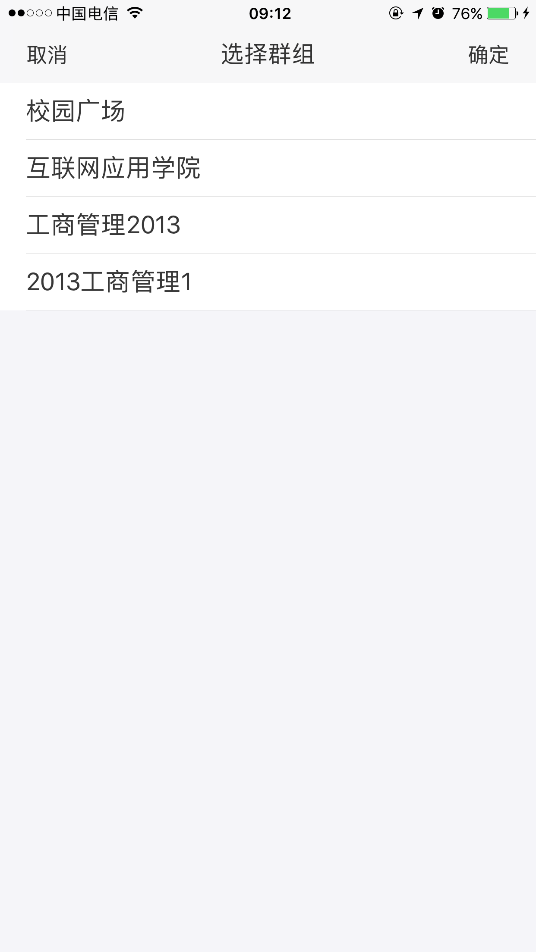 中国电信 09:12 76%
取消 选择群组 确定
校园广场
互联网应用学院
工商管理2013
2013工商管理1